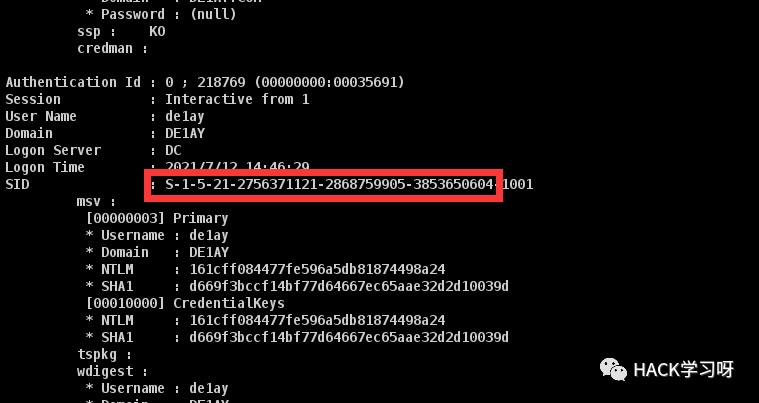 * Password : (null)
ssp : KO
credman :
Authentication Id : 0 ; 218769 (00000000:00035691)
Session : Interactive from 1
User Name : de1ay
Domain : DE1AY
Logon Server : DC
Logon Time : 2021/7/12 14:46:29
SID : S-1-5-21-2756371121-2868759905-3853650604-1001
msv :
[00000003] Primary
* Username : de1ay
* Domain : DE1AY
* NTLM : 161cff084477fe596a5db81874498a24
* SHA1 : d669f3bccf14bf77d64667ec65aae32d2d10039d
[00010000] CredentialKeys
* NTLM : 161cff084477fe596a5db81874498a24
* SHA1 : d669f3bccf14bf77d64667ec65aae32d2d10039d
tspkg :
wdigest :
* Username : de1ay
* Domain : DE1AY
HACK学习呀